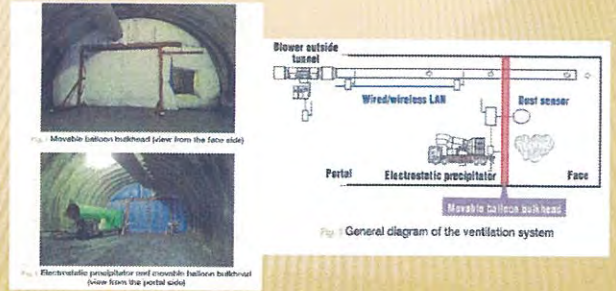 Movable balloon bulkhead (view from the face side)
Electrostatic precipitator and movable balloon bulkhead
(view from the portal side)
Blower outside
tunnel
Wired/wireless LAN
Dust sensor
Portal
Electrostatic precipitator
Face
Movable balloon bulkhead
General diagram of the ventilation system